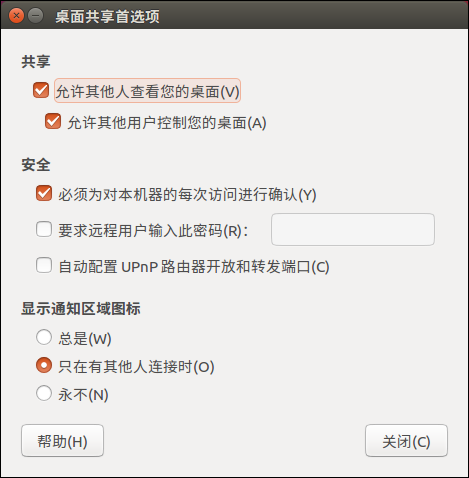 桌面共享首选项
共享
允许其他人查看您的桌面(V)
允许其他用户控制您的桌面(A)
安全
必须为对本机器的每次访问进行确认(Y)
要求远程用户输入此密码(R)：
自动配置 UPnP 路由器开放和转发端口(C)
显示通知区域图标
总是(W)
只在有其他人连接时(O)
永不(N)
帮助(H)
关闭(C)